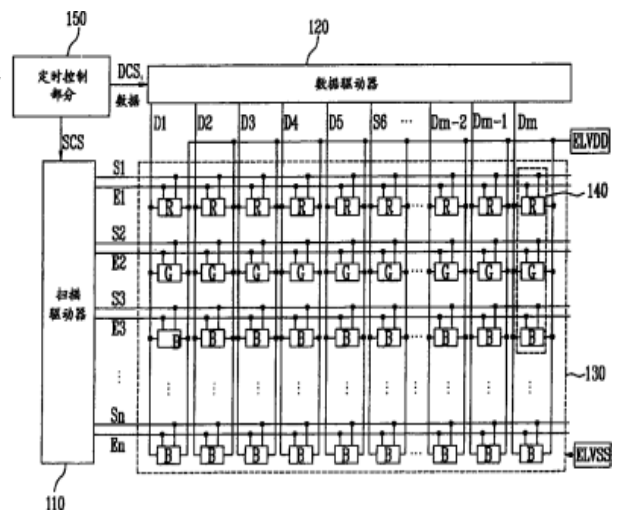 150
120
定时控制
部分
DCS,
数据
数据驱动器
SCS
D1 D2 D3 D4 D5 S6 ··· Dm-2 Dm-1 Dm
ELVDD
S1
E1 R R R R R R ··· R R R
140
S2
E2 G G G G G G ··· G G G
S3
E3 B B B B B B ··· B B B
扫描
驱动器
130
Sn
En B B B B B B ··· B B B
ELVSS
110